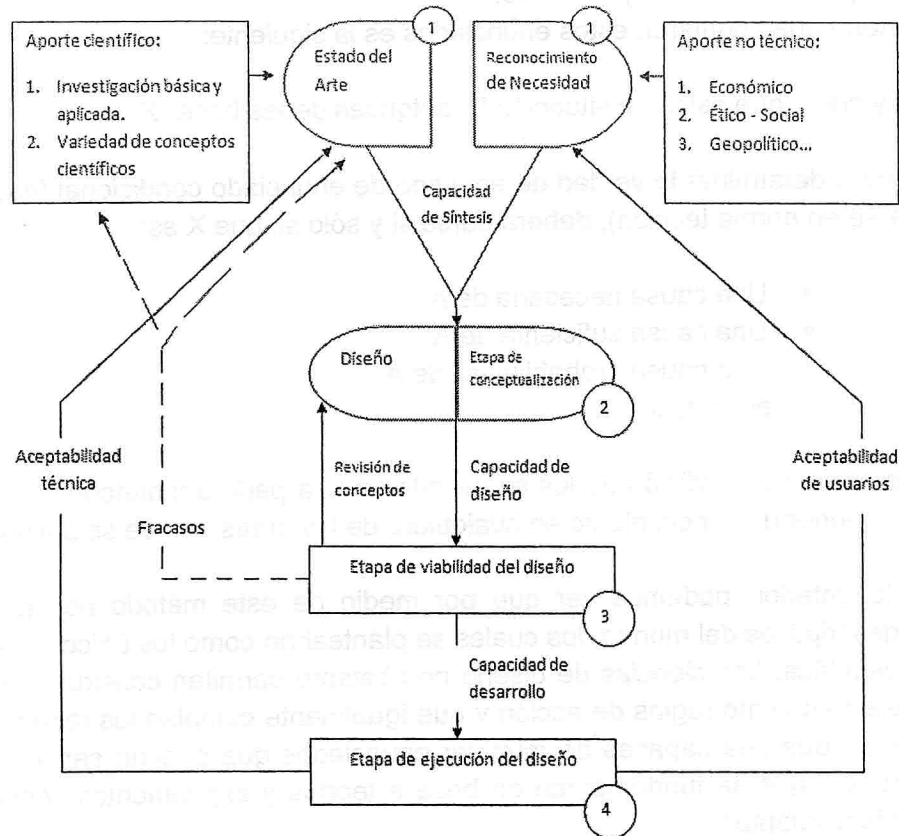 Aporte científico:
1. Investigación básica y
aplicada.
2. Variedad de conceptos
científicos
1
Estado del
Arte
1
Reconocimiento
de Necesidad
Aporte no técnico:
1. Económico
2. Ético - Social
3. Geopolítico...
Capacidad
de Síntesis
Diseño
Etapa de
conceptualización
2
Aceptabilidad
técnica
Fracasos
Revisión de
conceptos
Capacidad de
diseño
Aceptabilidad
de usuarios
Etapa de viabilidad del diseño
3
Capacidad de
desarrollo
Etapa de ejecución del diseño
4